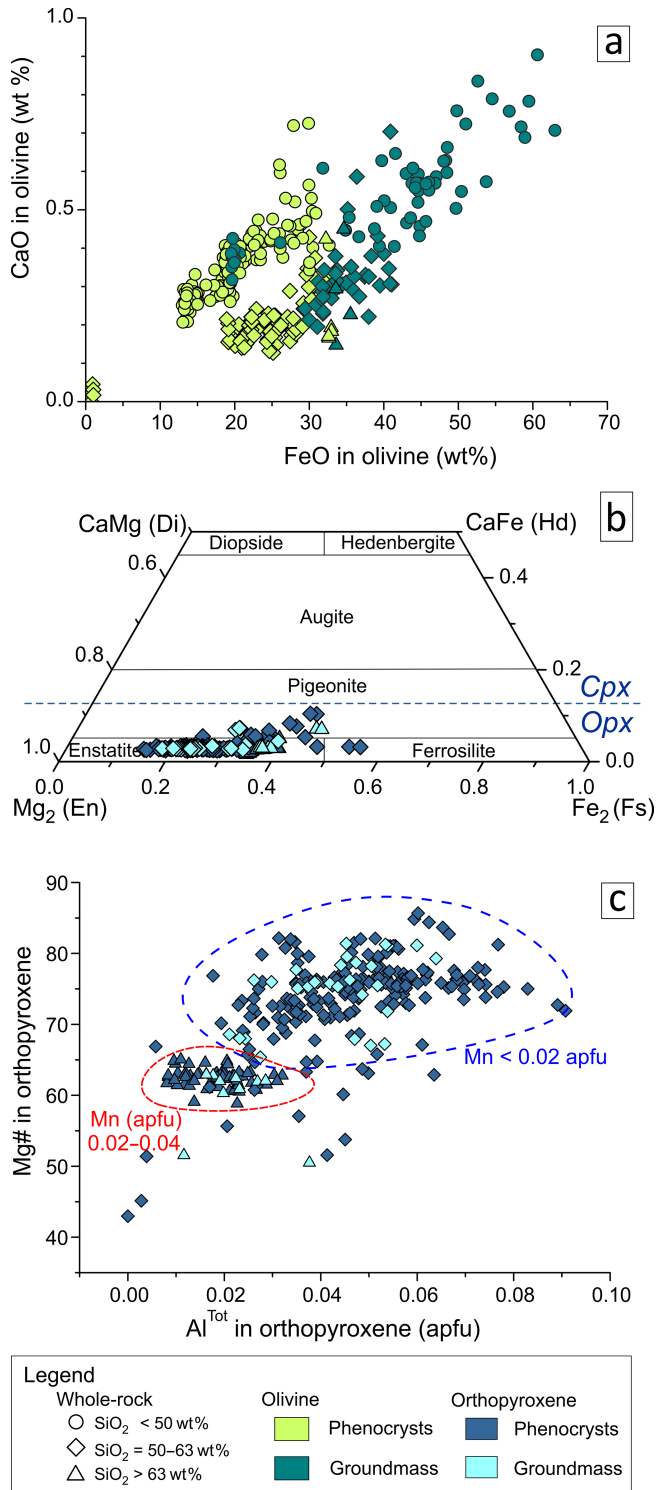 a
1.0
CaO in olivine (wt %)
0.5
0.0
0 10 20 30 40 50 60 70
FeO in olivine (wt%)
b
CaMg (Di) CaFe (Hd)
Diopside Hedenbergite
0.6 0.4
Augite
0.8 0.2
Pigeonite Cpx
Opx
1.0 Enstatite Ferrosilite 0.0
0.0 0.2 0.4 0.6 0.8 1.0
Mg₂ (En) Fe₂ (Fs)
c
90
80
70
60
50
40
Mg# in orthopyroxene
Mn < 0.02 apfu
Mn (apfu)
0.02–0.04
0.00 0.02 0.04 0.06 0.08 0.10
Al^Tot in orthopyroxene (apfu)
Legend
Whole-rock Olivine Orthopyroxene
SiO₂ < 50 wt% Phenocrysts Phenocrysts
SiO₂ = 50–63 wt%
SiO₂ > 63 wt% Groundmass Groundmass